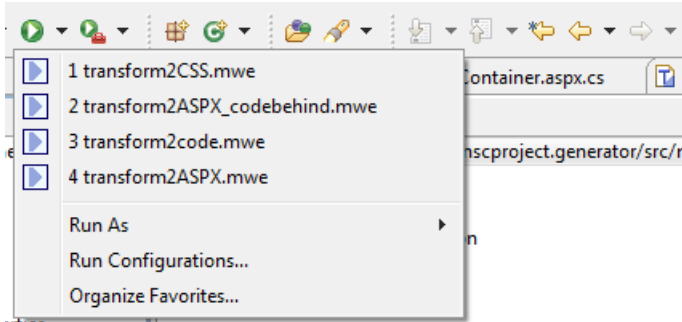 1 transform2CSS.mwe
Container.aspx.cs
2 transform2ASPX_codebehind.mwe
3 transform2code.mwe
nscproject.generator/src/r
4 transform2ASPX.mwe
Run As
Run Configurations...
Organize Favorites...